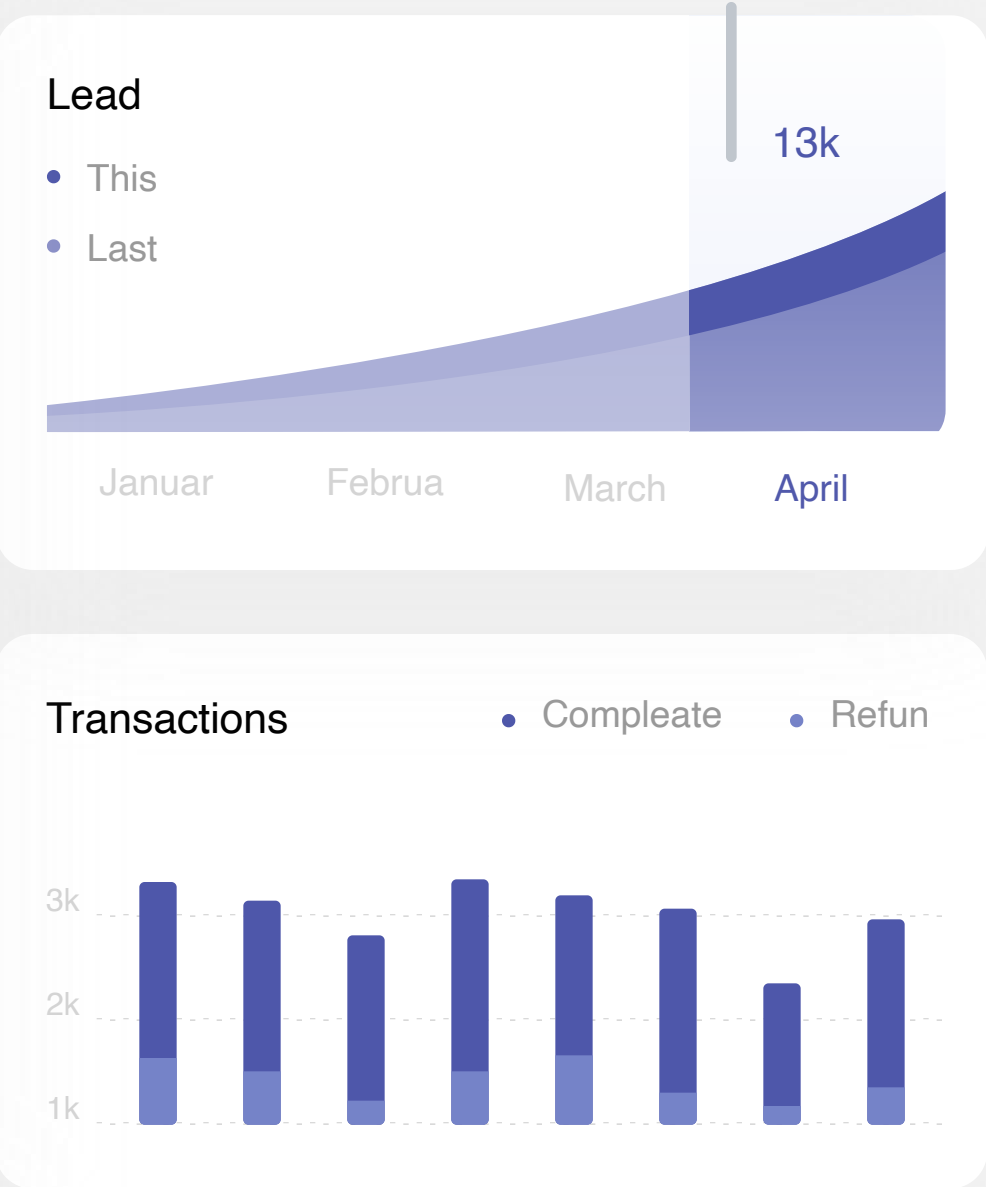 Lead
13k
This
Last
Januar Februa March April
Transactions Compleate Refun
3k
2k
1k